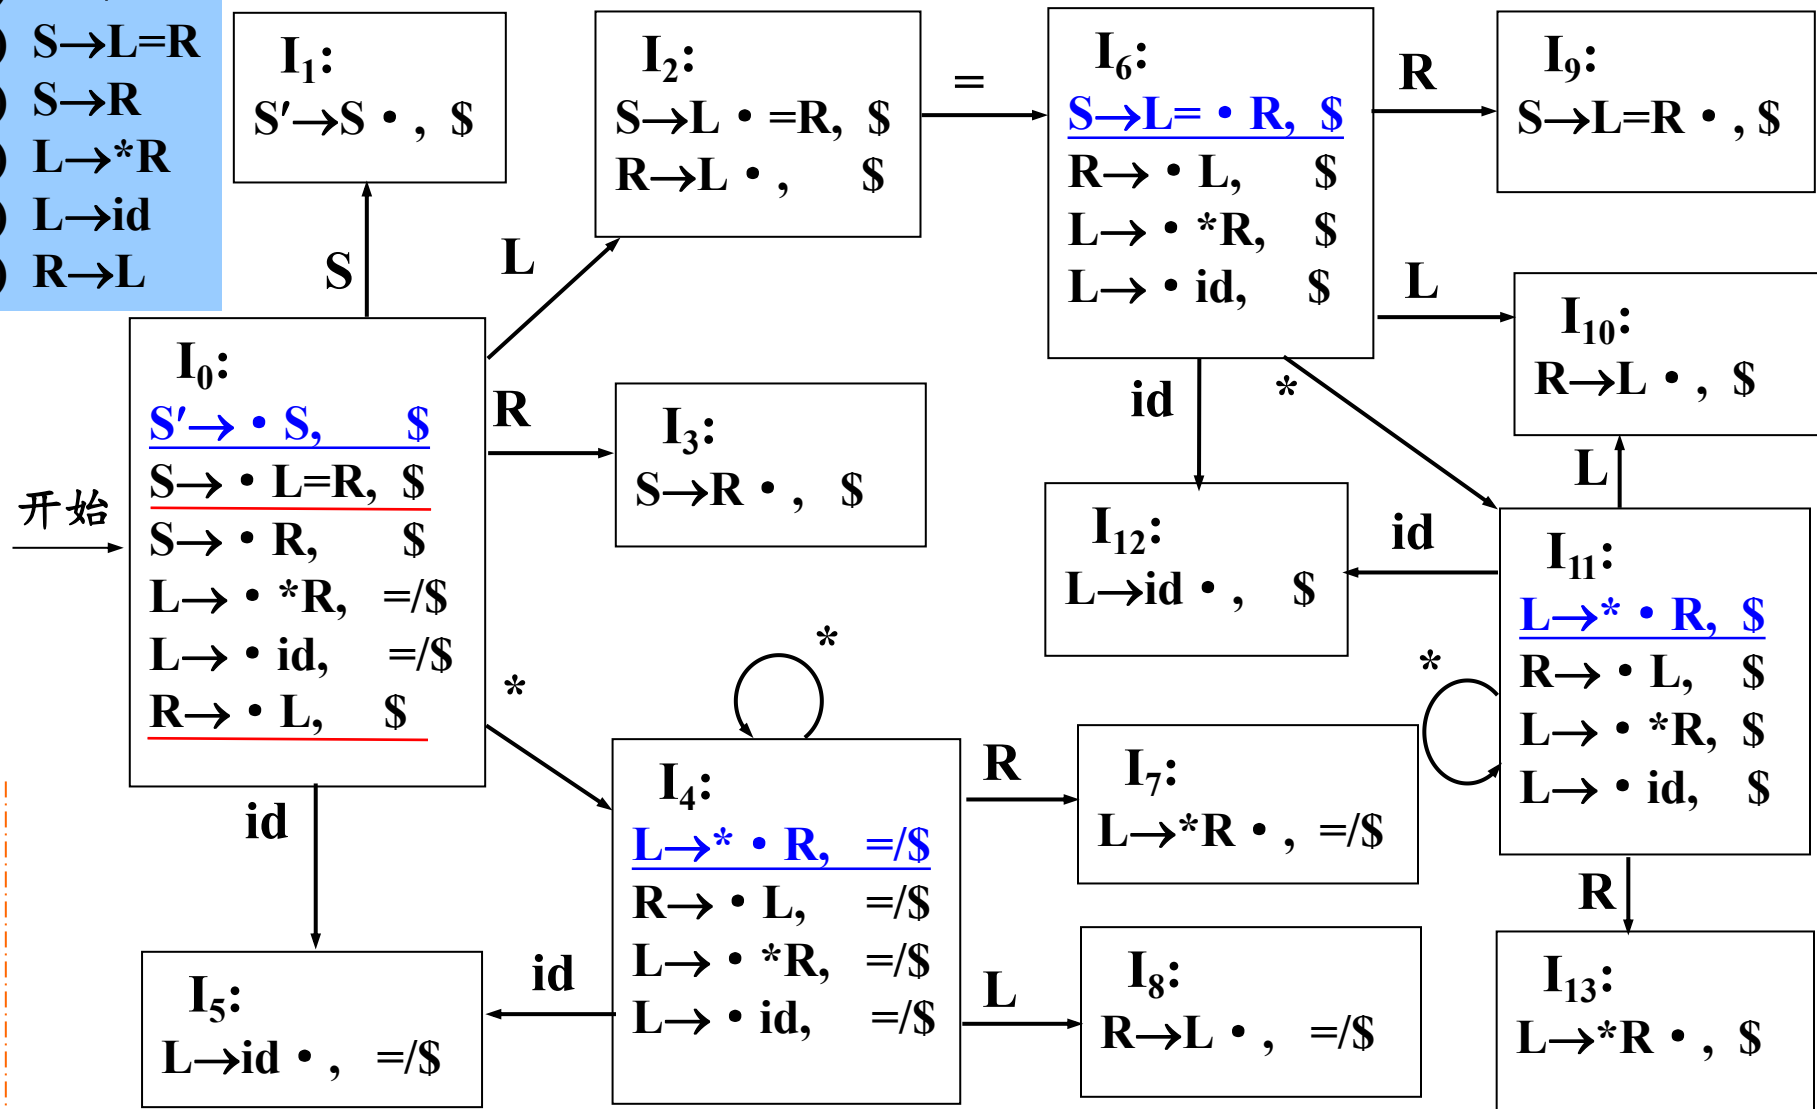 ) S→L=R
) S→R
) L→*R
) L→id
) R→L
I1:
S′→S·, $
I2:
S→L·=R, $
R→L·, $
I6:
S→L=·R, $
R→·L, $
L→·*R, $
L→·id, $
I9:
S→L=R·, $
=
R
S
L
L
I10:
R→L·, $
I0:
S′→·S, $
S→·L=R, $
S→·R, $
L→·*R, =/$
L→·id, =/$
R→·L, $
开始
R
I3:
S→R·, $
id
*
L
I12:
L→id·, $
id
I11:
L→*·R, $
R→·L, $
L→·*R, $
L→·id, $
*
*
*
id
I4:
L→*·R, =/$
R→·L, =/$
L→·*R, =/$
L→·id, =/$
R
I7:
L→*R·, =/$
R
id
I5:
L→id·, =/$
L
I8:
R→L·, =/$
I13:
L→*R·, $